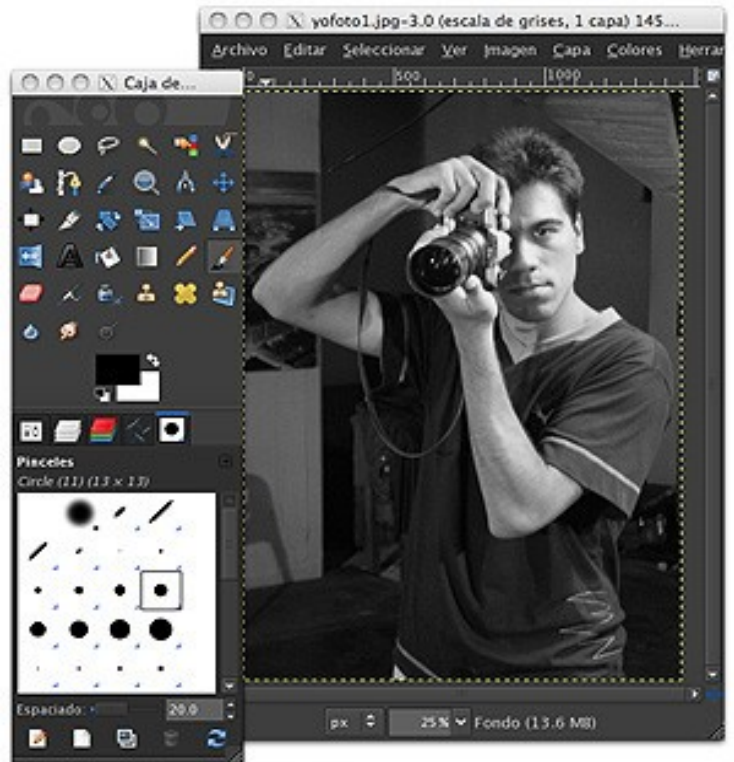 yofoto1.jpg-3.0 (escala de grises, 1 capa) 145...
Archivo Editar Seleccionar Ver Imagen Capa Colores Herrar
500 1000
Caja de...
Pinceles
Circle (11) (13 × 13)
Espaciado: 20.0
px 25% Fondo (13.6 MB)